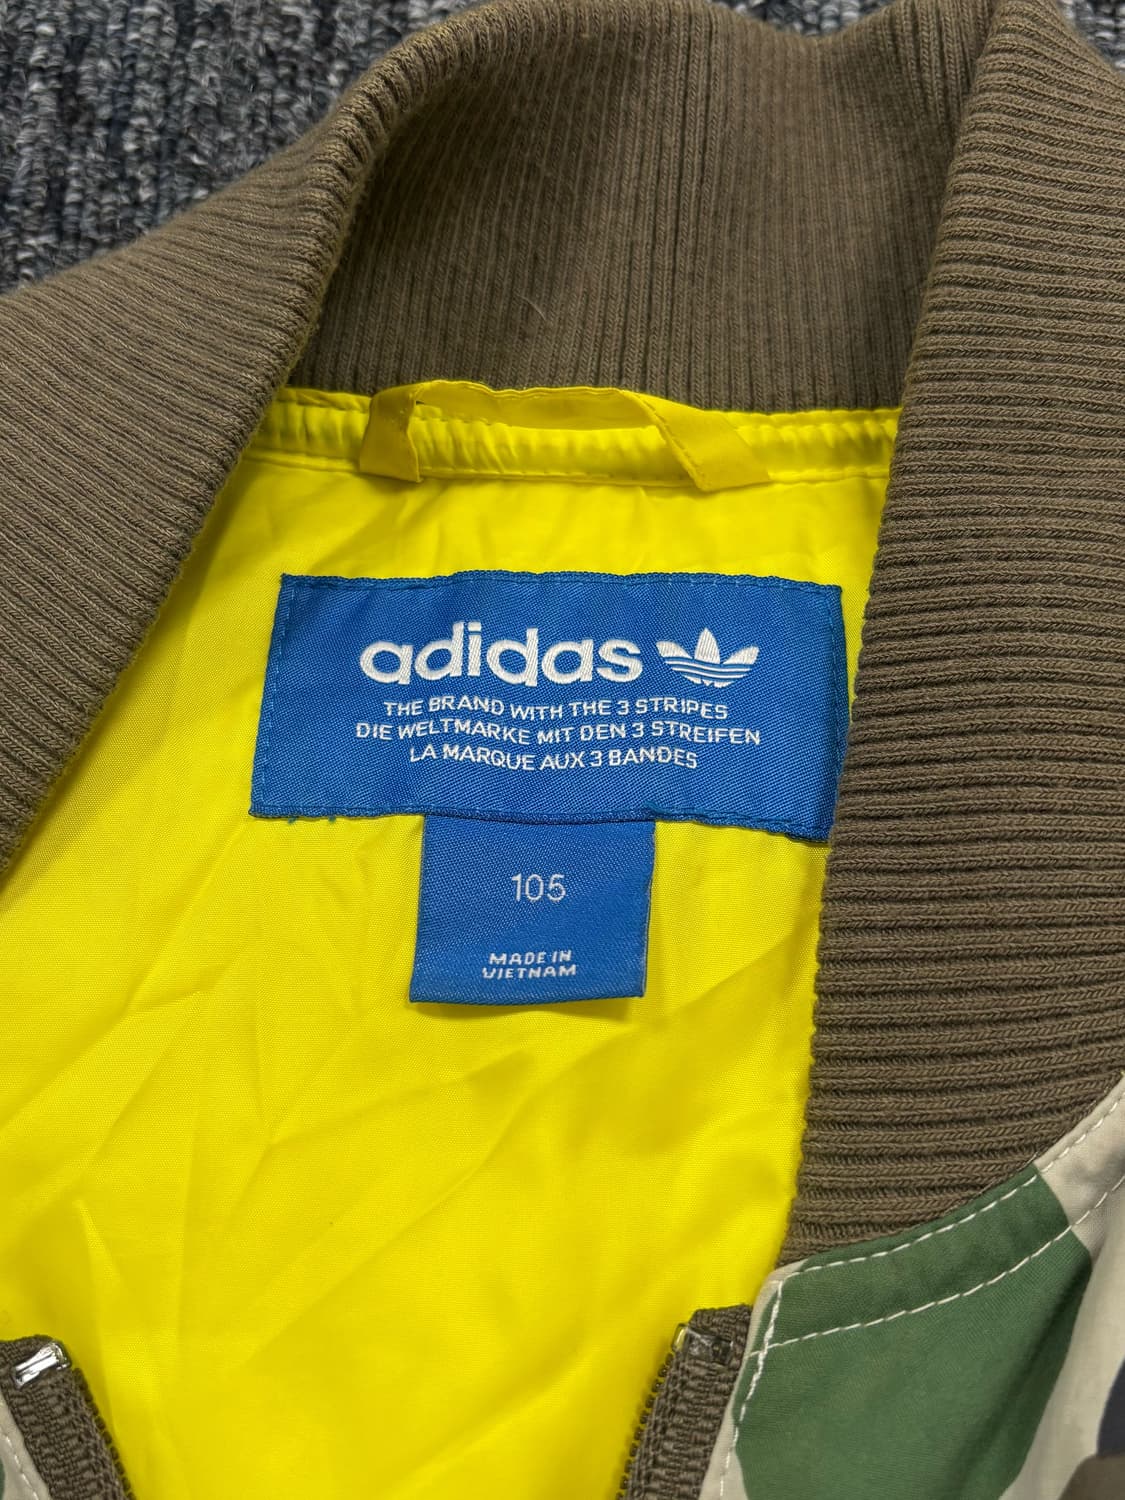 adidas
THE BRAND WITH THE 3 STRIPES
DIE WELTMARKE MIT DEN 3 STREIFEN
LA MARQUE AUX 3 BANDES
105
MADE IN
VIETNAM